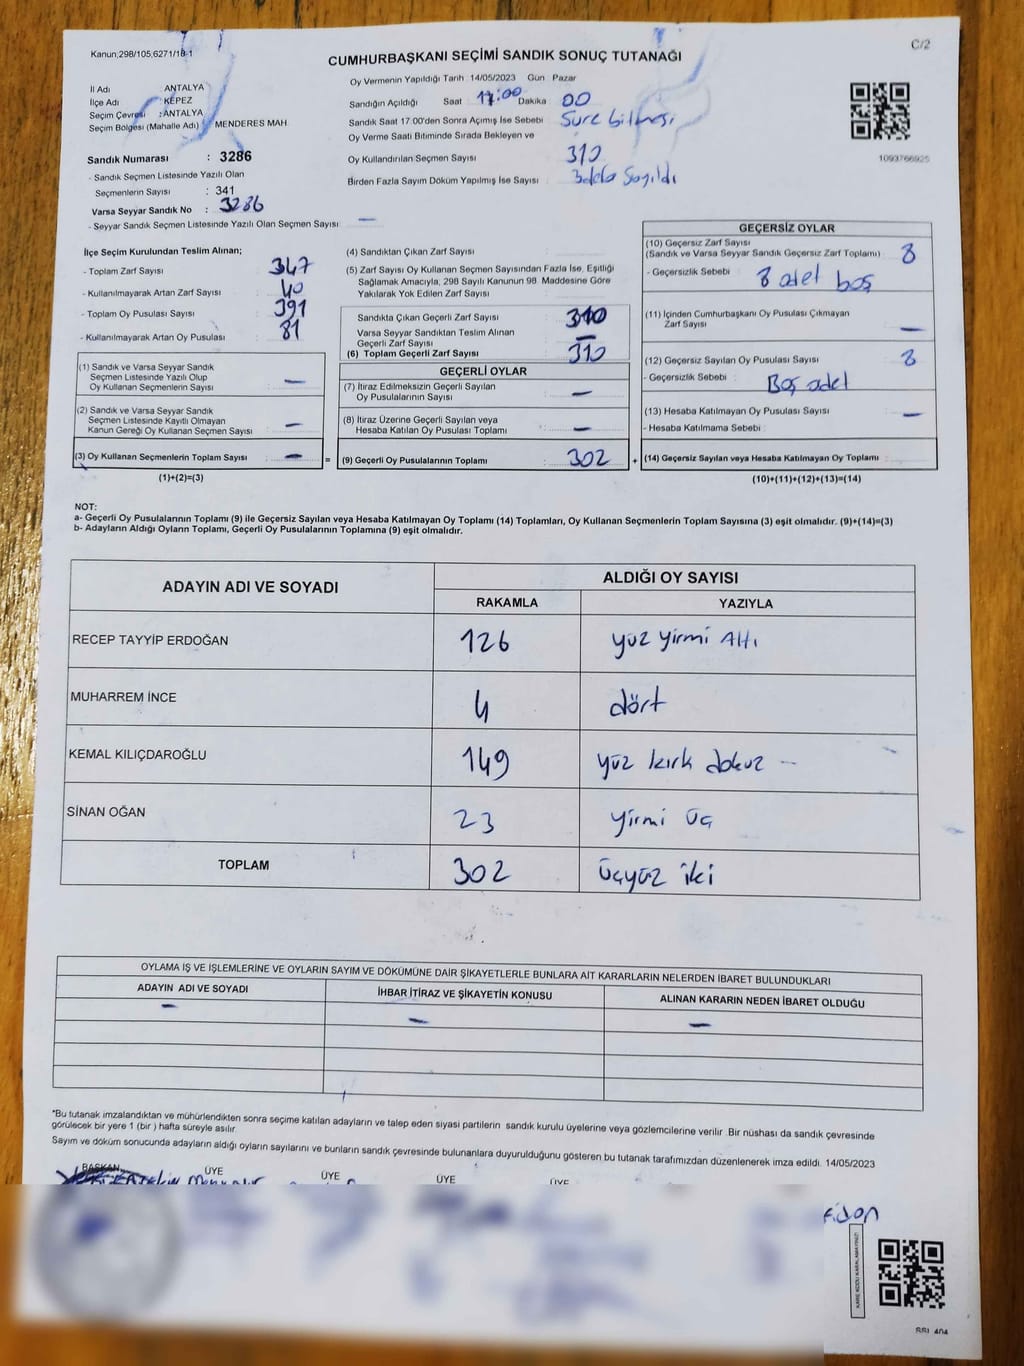 Kanun;298/105,6271/18-1
C/2
CUMHURBAŞKANI SEÇİMİ SANDIK SONUÇ TUTANAĞI
İl Adı ANTALYA
İlçe Adı KEPEZ
Seçim Çevresi : ANTALYA
Seçim Bölgesi (Mahalle Adı) MENDERES MAH.
Sandık Numarası : 3286
- Sandık Seçmen Listesinde Yazılı Olan
Seçmenlerin Sayısı : 341
Varsa Seyyar Sandık No : 3286
- Seyyar Sandık Seçmen Listesinde Yazılı Olan Seçmen Sayısı : —
Oy Vermenin Yapıldığı Tarih 14/05/2023 Gün Pazar
Sandığın Açıldığı Saat 17:00 Dakika 00
Sandık Saat 17:00'den Sonra Açımış İse Sebebi Süre bitmesi
Oy Verme Saati Bitiminde Sırada Bekleyen ve
Oy Kullandırılan Seçmen Sayısı 310
Birden Fazla Sayım Döküm Yapılmış İse Sayısı : Sayıldı
1093766925
İlçe Seçim Kurulundan Teslim Alınan;
- Toplam Zarf Sayısı 347
- Kullanılmayarak Artan Zarf Sayısı 40
- Toplam Oy Pusulası Sayısı 391
- Kullanılmayarak Artan Oy Pusulası 81
(1) Sandık ve Varsa Seyyar Sandık
Seçmen Listesinde Yazılı Olup
Oy Kullanan Seçmenlerin Sayısı —
(2) Sandık ve Varsa Seyyar Sandık
Seçmen Listesinde Kayıtlı Olmayan
Kanun Gereği Oy Kullanan Seçmen Sayısı —
(3) Oy Kullanan Seçmenlerin Toplam Sayısı — =
(1)+(2)=(3)
(4) Sandıktan Çıkan Zarf Sayısı
(5) Zarf Sayısı Oy Kullanan Seçmen Sayısından Fazla İse, Eşitliği
Sağlamak Amacıyla, 298 Sayılı Kanunun 98. Maddesine Göre
Yakılarak Yok Edilen Zarf Sayısı
Sandıkta Çıkan Geçerli Zarf Sayısı 310
Varsa Seyyar Sandıktan Teslim Alınan
Geçerli Zarf Sayısı —
(6) Toplam Geçerli Zarf Sayısı 310
GEÇERLİ OYLAR
(7) İtiraz Edilmeksizin Geçerli Sayılan
Oy Pusulalarının Sayısı —
(8) İtiraz Üzerine Geçerli Sayılan veya
Hesaba Katılan Oy Pusulası Toplamı —
(9) Geçerli Oy Pusulalarının Toplamı 302 +
GEÇERSİZ OYLAR
(10) Geçersiz Zarf Sayısı
(Sandık ve Varsa Seyyar Sandık Geçersiz Zarf Toplamı) 8
- Geçersizlik Sebebi : 8 adet boş
(11) İçinden Cumhurbaşkanı Oy Pusulası Çıkmayan
Zarf Sayısı —
(12) Geçersiz Sayılan Oy Pusulası Sayısı 8
- Geçersizlik Sebebi : Boş adet
(13) Hesaba Katılmayan Oy Pusulası Sayısı —
- Hesaba Katılmama Sebebi :
(14) Geçersiz Sayılan veya Hesaba Katılmayan Oy Toplamı
(10)+(11)+(12)+(13)=(14)
NOT:
a- Geçerli Oy Pusulalarının Toplamı (9) ile Geçersiz Sayılan veya Hesaba Katılmayan Oy Toplamı (14) Toplamları, Oy Kullanan Seçmenlerin Toplam Sayısına (3) eşit olmalıdır. (9)+(14)=(3)
b- Adayların Aldığı Oyların Toplamı, Geçerli Oy Pusulalarının Toplamına (9) eşit olmalıdır.
ADAYIN ADI VE SOYADI ALDIĞI OY SAYISI
RAKAMLA YAZIYLA
RECEP TAYYİP ERDOĞAN 126 yüz yirmi Altı
MUHARREM İNCE 4 dört
KEMAL KILIÇDAROĞLU 149 yüz kırk dokuz —
SİNAN OĞAN 23 yirmi üç
TOPLAM 302 üçyüz iki
OYLAMA İŞ VE İŞLEMLERİNE VE OYLARIN SAYIM VE DÖKÜMÜNE DAİR ŞİKAYETLERLE BUNLARA AİT KARARLARIN NELERDEN İBARET BULUNDUKLARI
ADAYIN ADI VE SOYADI İHBAR İTİRAZ VE ŞİKAYETİN KONUSU ALINAN KARARIN NEDEN İBARET OLDUĞU
— — —
*Bu tutanak imzalandıktan ve mühürlendikten sonra seçime katılan adayların ve talep eden siyasi partilerin sandık kurulu üyelerine veya gözlemcilerine verilir. Bir nüshası da sandık çevresinde
görülecek bir yere 1 (bir ) hafta süreyle asılır.
Sayım ve döküm sonucunda adayların aldığı oyların sayılarını ve bunların sandık çevresinde bulunanlara duyurulduğunu gösteren bu tutanak tarafımızdan düzenlenerek imza edildi. 14/05/2023
BAŞKAN ÜYE ÜYE ÜYE ÜYE